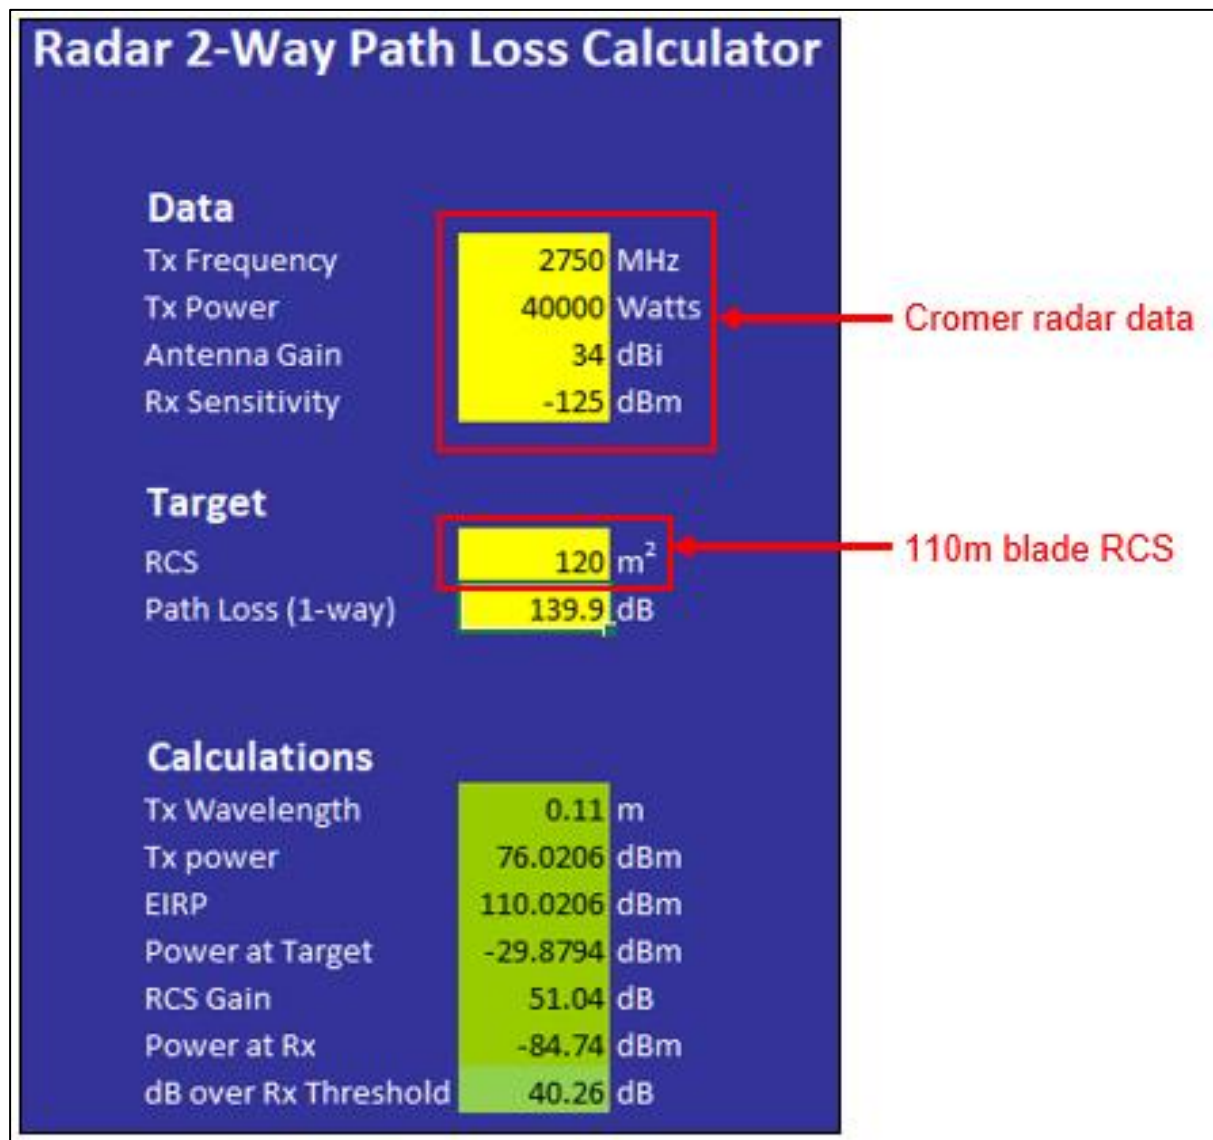 Radar 2-Way Path Loss Calculator
Data
Tx Frequency 2750 MHz
Tx Power 40000 Watts
Antenna Gain 34 dBi
Rx Sensitivity -125 dBm
Cromer radar data
Target
RCS 120 m²
110m blade RCS
Path Loss (1-way) 139.9 dB
Calculations
Tx Wavelength 0.11 m
Tx power 76.0206 dBm
EIRP 110.0206 dBm
Power at Target -29.8794 dBm
RCS Gain 51.04 dB
Power at Rx -84.74 dBm
dB over Rx Threshold 40.26 dB